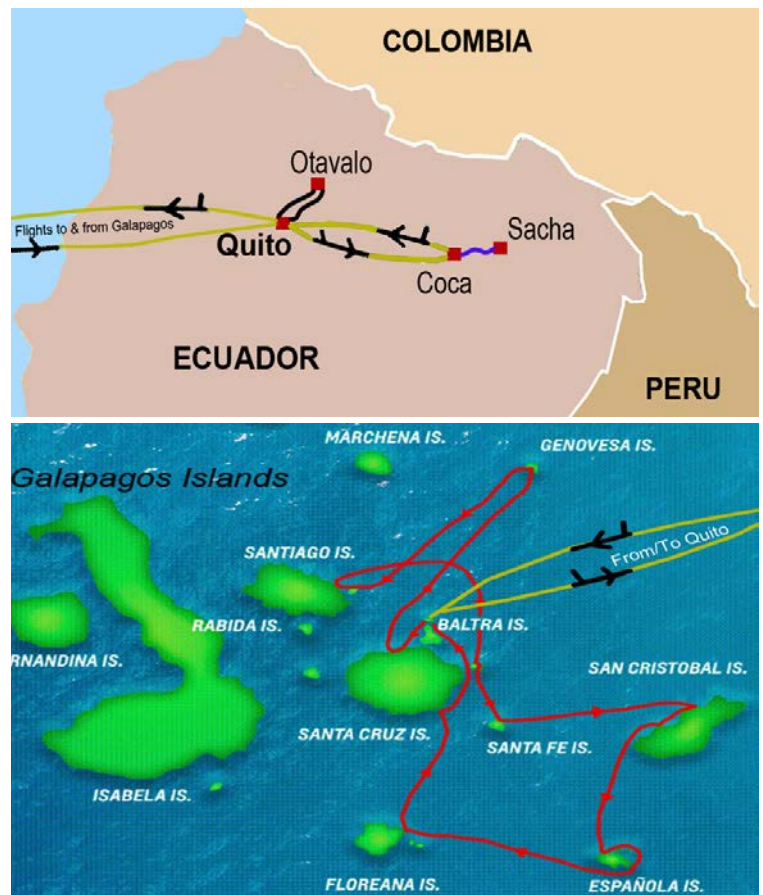 COLOMBIA
Otavalo
Flights to & from Galapagos
Quito
Sacha
Coca
ECUADOR
PERU
MARCHENA IS.
GENOVESA IS.
Galapagos Islands
From/To Quito
SANTIAGO IS.
RABIDA IS.
BALTRA IS.
RNANDINA IS.
SAN CRISTOBAL IS.
SANTA CRUZ IS.
SANTA FE IS.
ISABELA IS.
FLOREANA IS.
ESPAÑOLA IS.